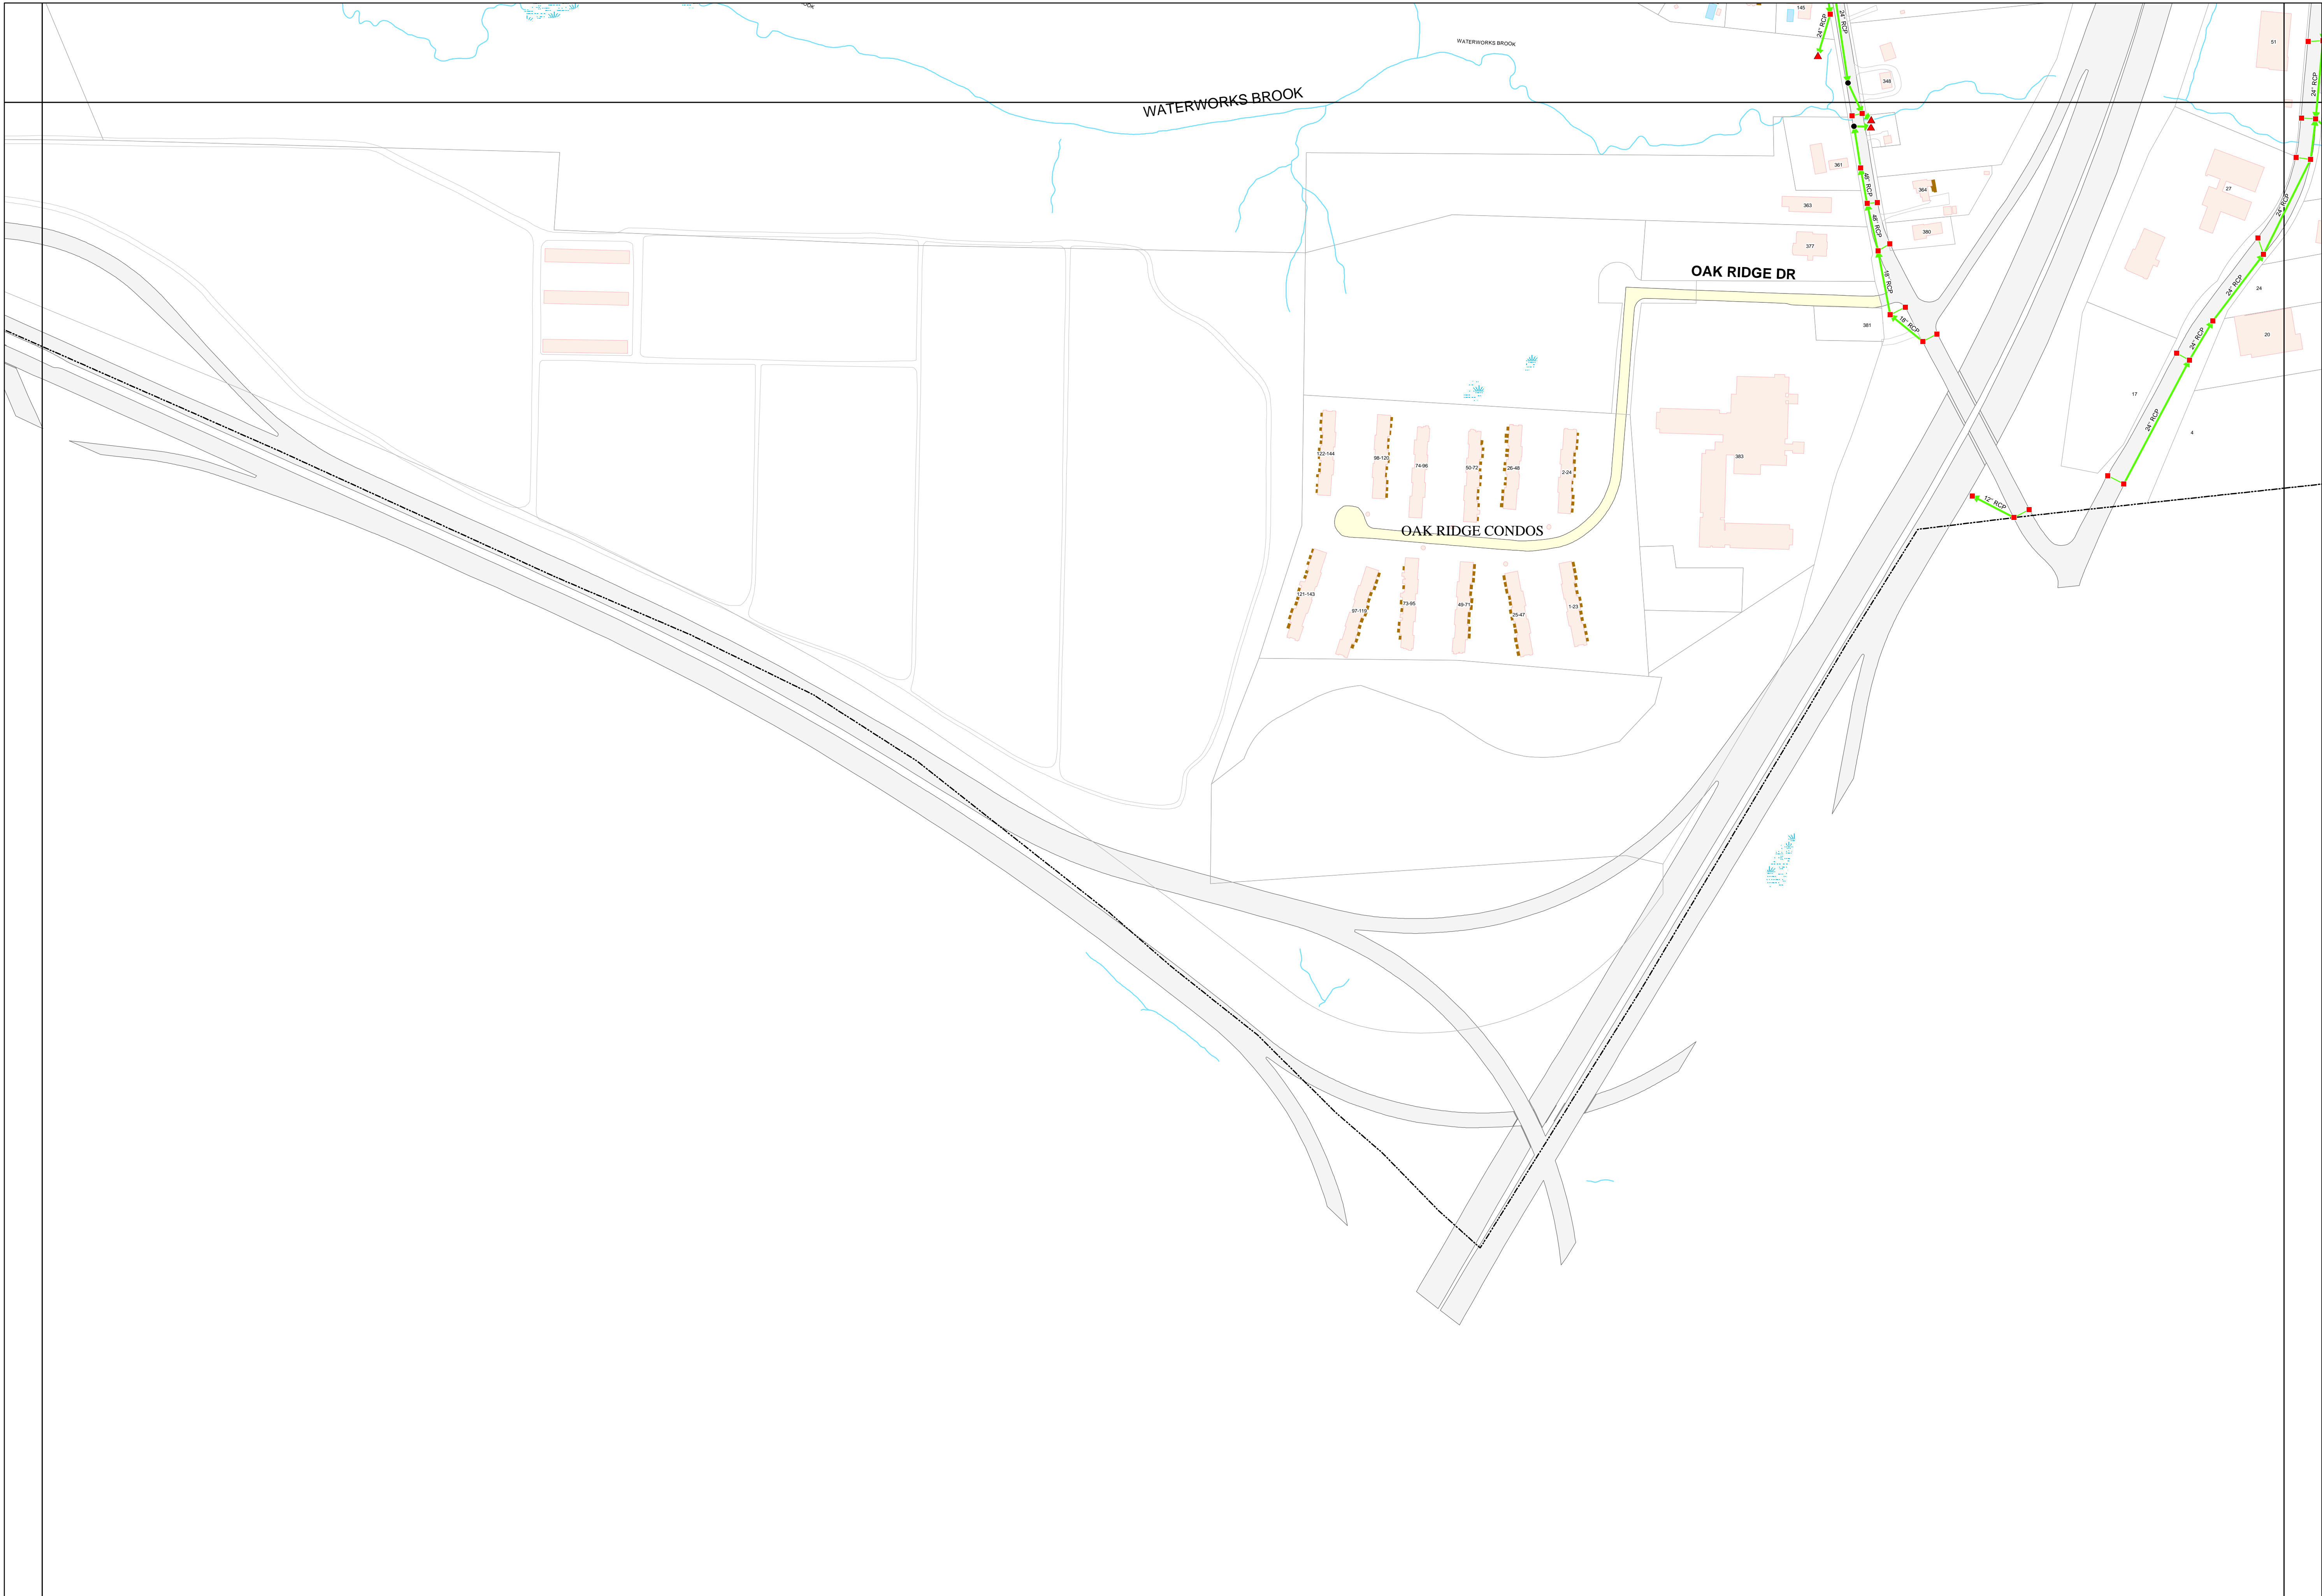 OOK
145
24" RCP
24" RCP
WATERWORKS BROOK
51
348
24" RCP
WATERWORKS BROOK
361
27
364
48" RCP
363
24" RCP
48" RCP
380
377
OAK RIDGE DR
18" RCP
24" RCP
24
18" RCP
381
20
24" RCP
17
24" RCP
4
122-144
98-120
74-96
50-72
26-48
2-24
383
12" RCP
OAK RIDGE CONDOS
121-143
97-119
73-95
49-71
25-47
1-23